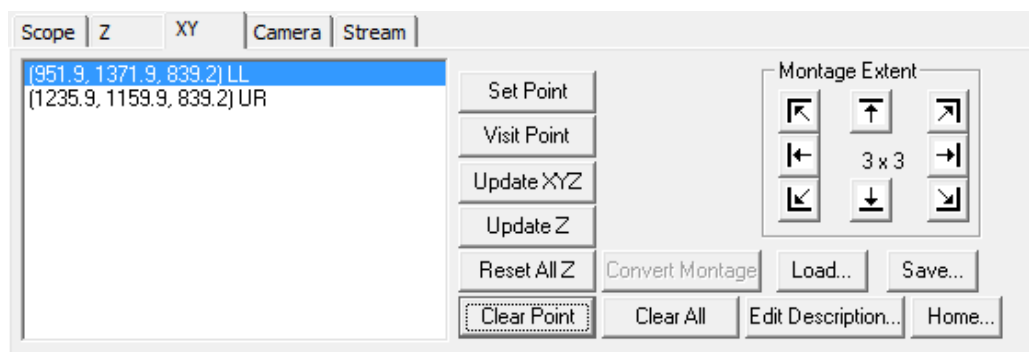 Scope Z XY Camera Stream
(951.9, 1371.9, 839.2) LL
(1235.9, 1159.9, 839.2) UR
Set Point
Visit Point
Update XYZ
Update Z
Reset All Z
Clear Point
Montage Extent
3 x 3
Convert Montage Load... Save...
Clear All Edit Description... Home...